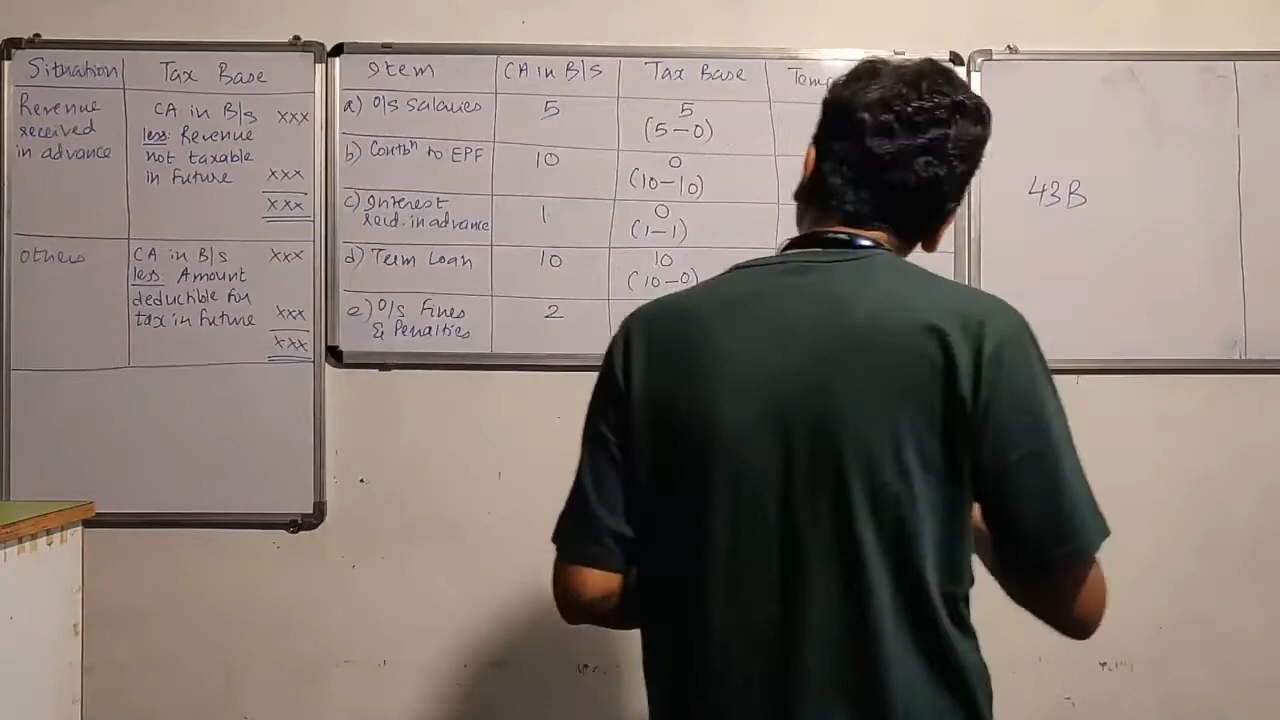 Situation Tax Base
Revenue
received
in advance
CA in B/s xxx
less: Revenue
not taxable
in future xxx
xxx
others
CA in B/s xxx
less: Amount
deductible for
tax in future xxx
xxx
Item CA in B/s Tax Base
a) O/s Salaries 5 5
(5-0)
b) Contbn to EPF 10 0
(10-10)
c) Interest
recd. in advance 1 0
(1-1)
d) Term Loan 10 10
(10-0)
e) O/s Fines
& Penalties 2
43B